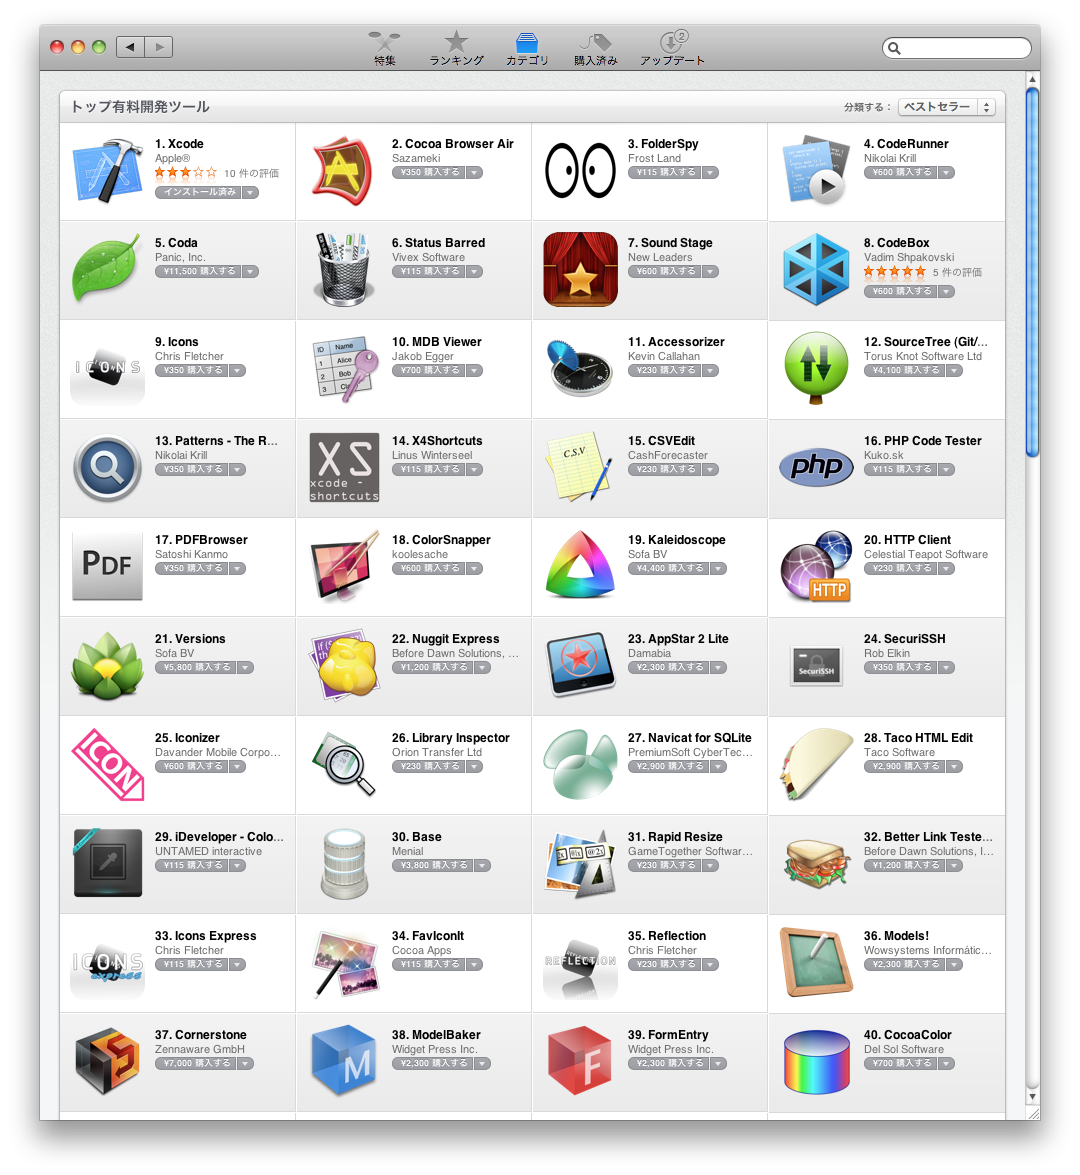 特集
ランキング
カテゴリ
購入済み
アップデート
2
トップ有料開発ツール
分類する：
ベストセラー
1. Xcode
Apple®
10 件の評価
インストール済み
2. Cocoa Browser Air
Sazameki
¥350 購入する
3. FolderSpy
Frost Land
¥115 購入する
4. CodeRunner
Nikolai Krill
¥600 購入する
5. Coda
Panic, Inc.
¥11,500 購入する
6. Status Barred
Vivex Software
¥115 購入する
7. Sound Stage
New Leaders
¥600 購入する
8. CodeBox
Vadim Shpakovski
5 件の評価
¥600 購入する
ICONS
9. Icons
Chris Fletcher
¥350 購入する
ID Name
1 Alice
2 Bob
3
10. MDB Viewer
Jakob Egger
¥700 購入する
11. Accessorizer
Kevin Callahan
¥230 購入する
12. SourceTree (Git/...
Torus Knot Software Ltd
¥4,100 購入する
13. Patterns - The R...
Nikolai Krill
¥350 購入する
XS
xcode -
shortcuts
14. X4Shortcuts
Linus Winterseel
¥115 購入する
C,S,V
15. CSVEdit
CashForecaster
¥230 購入する
php
16. PHP Code Tester
Kuko.sk
¥115 購入する
PDF
17. PDFBrowser
Satoshi Kanmo
¥350 購入する
18. ColorSnapper
koolesache
¥600 購入する
19. Kaleidoscope
Sofa BV
¥4,400 購入する
HTTP
20. HTTP Client
Celestial Teapot Software
¥230 購入する
21. Versions
Sofa BV
¥5,800 購入する
22. Nuggit Express
Before Dawn Solutions, ...
¥1,200 購入する
23. AppStar 2 Lite
Damabia
¥2,300 購入する
SecuriSSH
24. SecuriSSH
Rob Elkin
¥350 購入する
ICON
25. Iconizer
Davander Mobile Corpo...
¥600 購入する
26. Library Inspector
Orion Transfer Ltd
¥230 購入する
27. Navicat for SQLite
PremiumSoft CyberTec...
¥2,900 購入する
28. Taco HTML Edit
Taco Software
¥2,900 購入する
29. iDeveloper - Colo...
UNTAMED interactive
¥115 購入する
30. Base
Menial
¥3,800 購入する
@2x
31. Rapid Resize
GameTogether Softwar...
¥230 購入する
32. Better Link Teste...
Before Dawn Solutions, I...
¥1,200 購入する
ICONS
express
33. Icons Express
Chris Fletcher
¥115 購入する
34. FavIconIt
Cocoa Apps
¥115 購入する
REFLECTION
35. Reflection
Chris Fletcher
¥230 購入する
36. Models!
Wowsystems Informátic...
¥2,300 購入する
37. Cornerstone
Zennaware GmbH
¥7,000 購入する
M
38. ModelBaker
Widget Press Inc.
¥2,300 購入する
F
39. FormEntry
Widget Press Inc.
¥2,300 購入する
40. CocoaColor
Del Sol Software
¥700 購入する